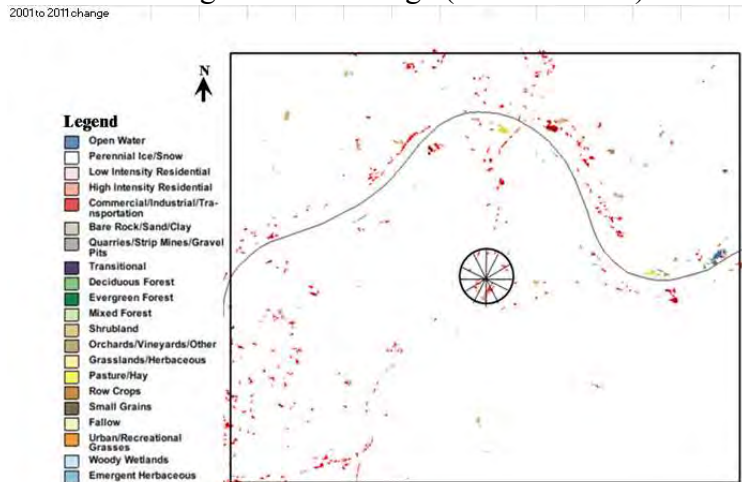 2001 to 2011 change
N
Legend
Open Water
Perennial Ice/Snow
Low Intensity Residential
High Intensity Residential
Commercial/Industrial/Tra-
nsportation
Bare Rock/Sand/Clay
Quarries/Strip Mines/Gravel
Pits
Transitional
Deciduous Forest
Evergreen Forest
Mixed Forest
Shrubland
Orchards/Vineyards/Other
Grasslands/Herbaceous
Pasture/Hay
Row Crops
Small Grains
Fallow
Urban/Recreational
Grasses
Woody Wetlands
Emergent Herbaceous